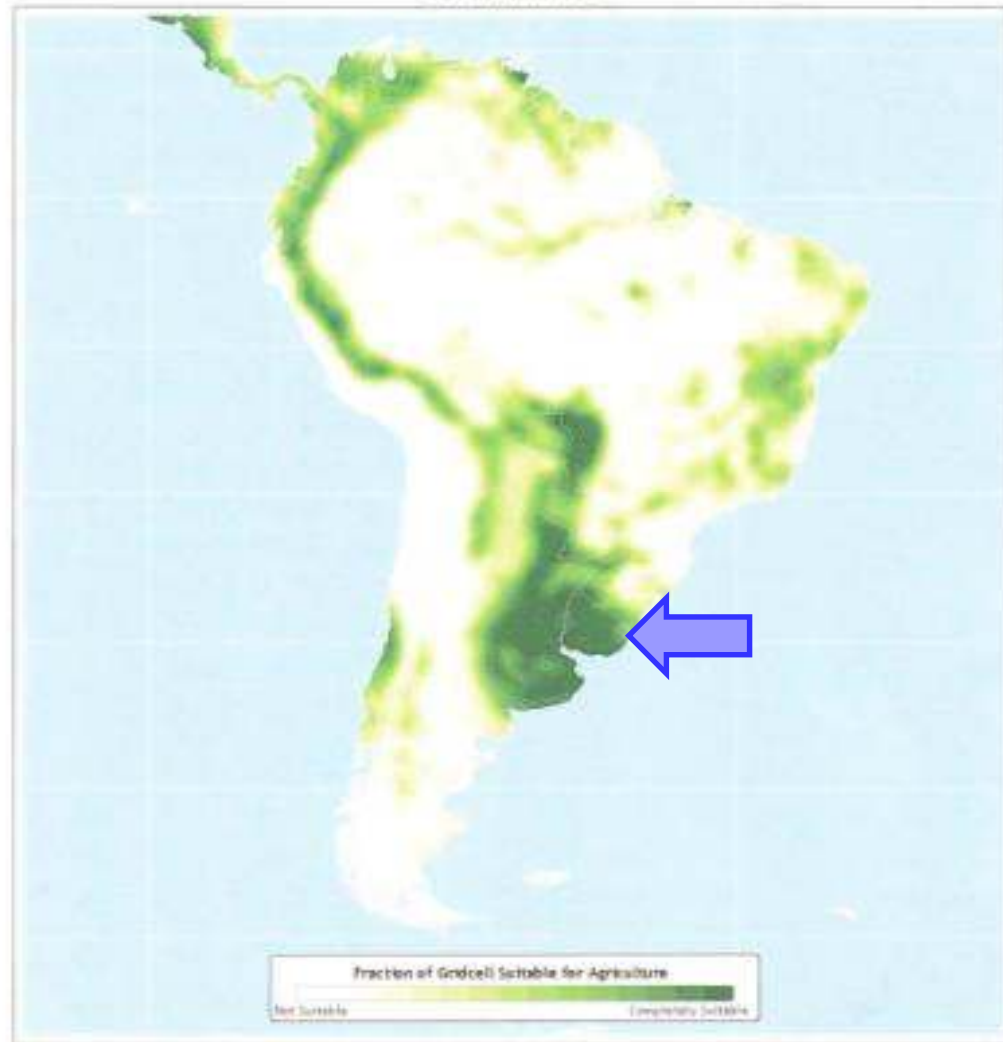 Fraction of Gridcell Suitable for Agriculture
Not Suitable
Completely Suitable